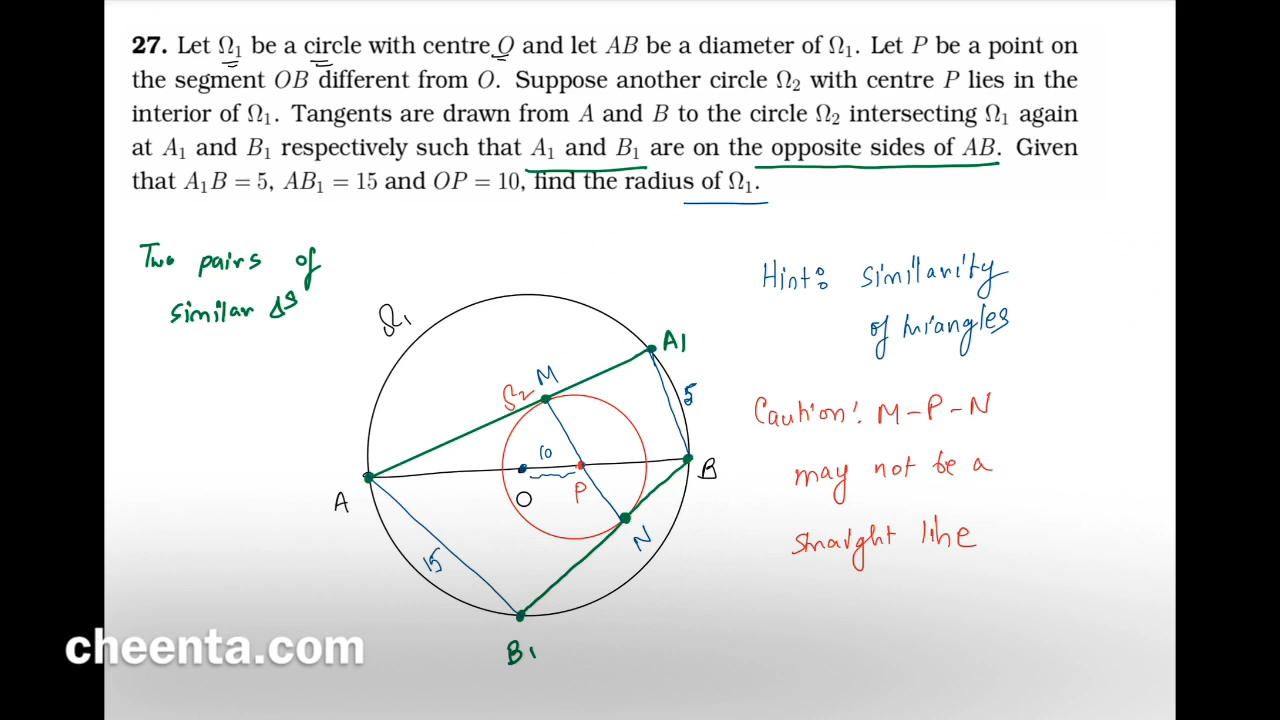 27. Let Ω₁ be a circle with centre O and let AB be a diameter of Ω₁. Let P be a point on
the segment OB different from O. Suppose another circle Ω₂ with centre P lies in the
interior of Ω₁. Tangents are drawn from A and B to the circle Ω₂ intersecting Ω₁ again
at A₁ and B₁ respectively such that A₁ and B₁ are on the opposite sides of AB. Given
that A₁B = 5, AB₁ = 15 and OP = 10, find the radius of Ω₁.
Two pairs of
similar Δs
Hint: similarity
of triangles
Caution! M-P-N
may not be a
straight line
Ω₁
A1
M
Ω₂
5
10
A
O
P
B
N
15
B₁
cheenta.com